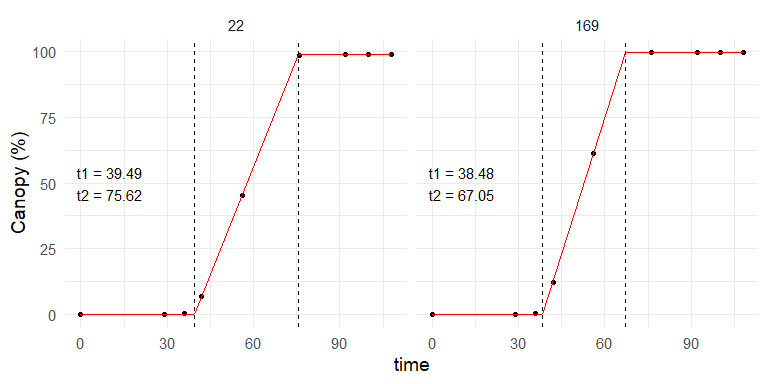 22
169
Canopy (%)
100
75
50
25
0
t1 = 39.49
t2 = 75.62
t1 = 38.48
t2 = 67.05
0 30 60 90
0 30 60 90
time